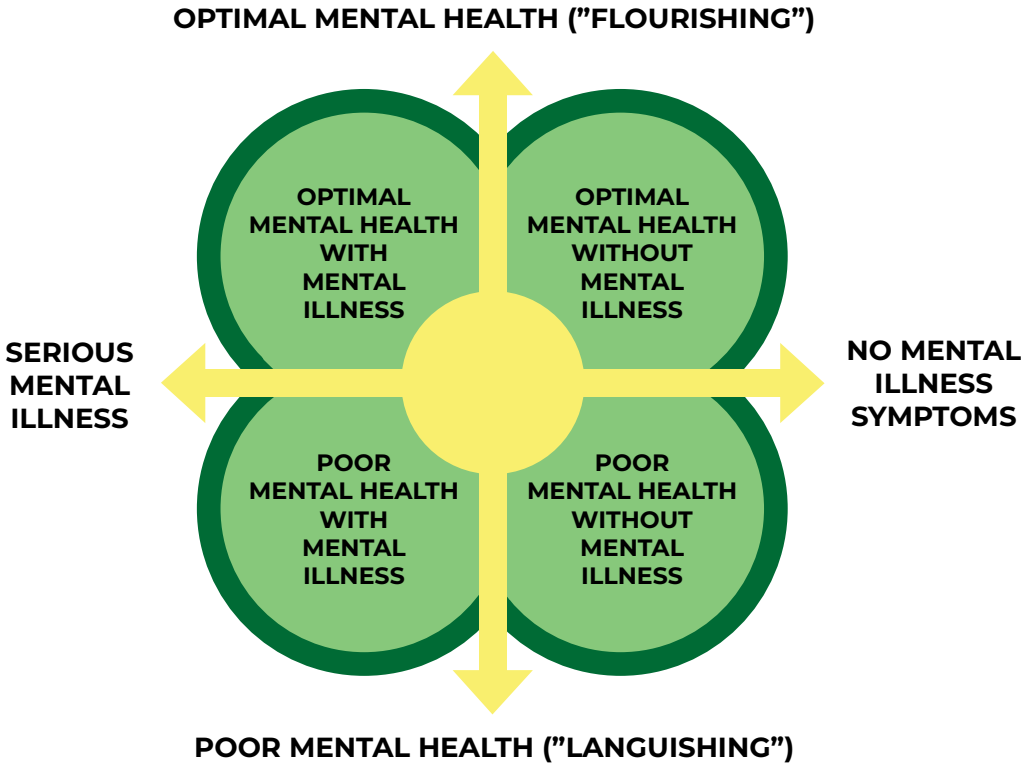 OPTIMAL MENTAL HEALTH (”FLOURISHING”)
OPTIMAL
MENTAL HEALTH
WITH
MENTAL
ILLNESS
OPTIMAL
MENTAL HEALTH
WITHOUT
MENTAL
ILLNESS
SERIOUS
MENTAL
ILLNESS
NO MENTAL
ILLNESS
SYMPTOMS
POOR
MENTAL HEALTH
WITH
MENTAL
ILLNESS
POOR
MENTAL HEALTH
WITHOUT
MENTAL
ILLNESS
POOR MENTAL HEALTH (”LANGUISHING”)